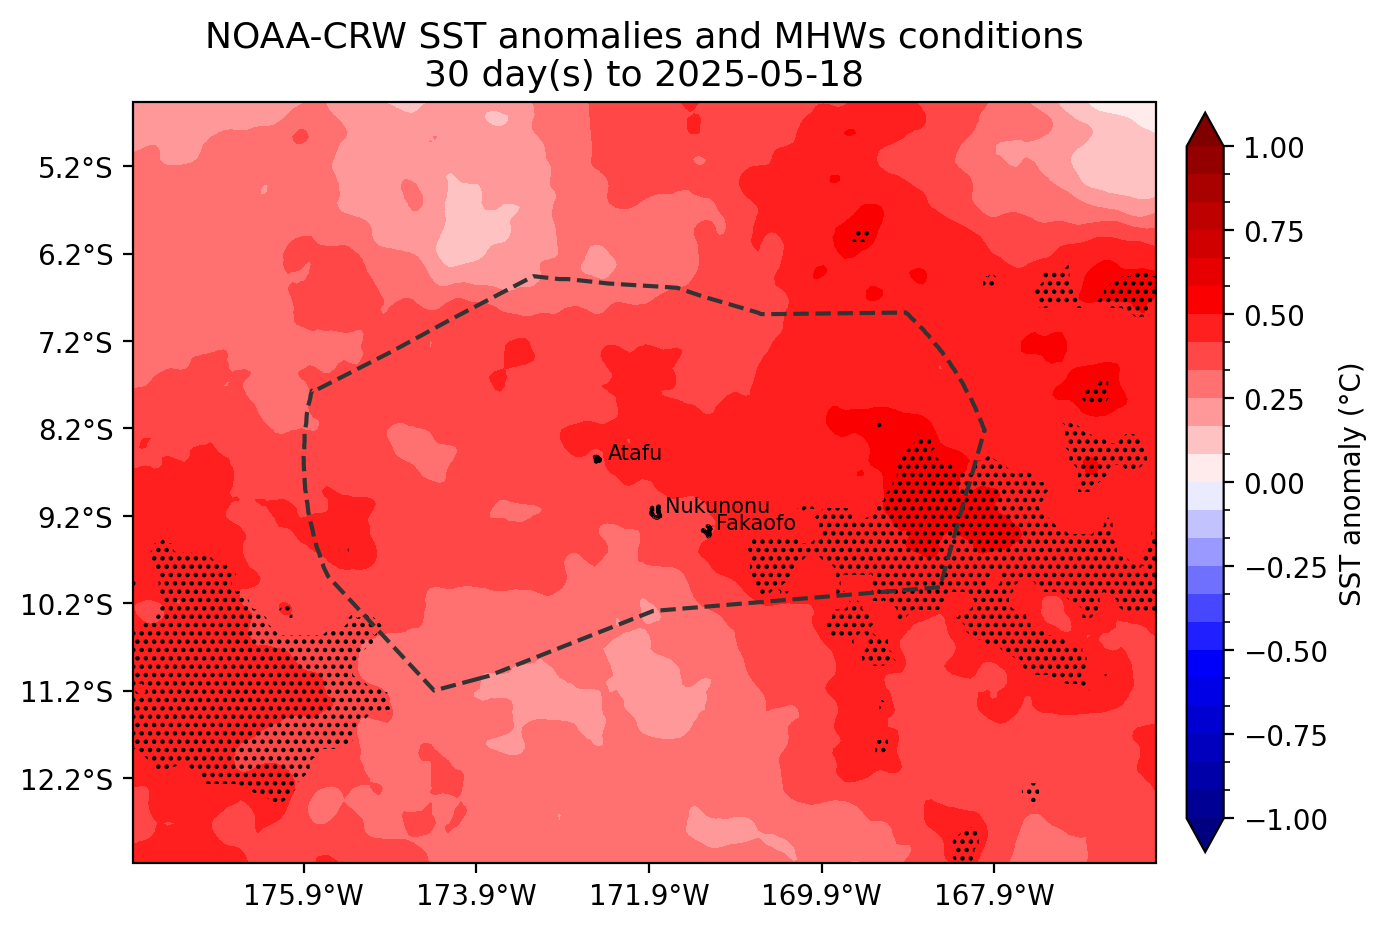 NOAA-CRW SST anomalies and MHWs conditions
30 day(s) to 2025-05-18
5.2°S
6.2°S
7.2°S
8.2°S
9.2°S
10.2°S
11.2°S
12.2°S
175.9°W
173.9°W
171.9°W
169.9°W
167.9°W
Atafu
Nukunonu
Fakaofo
1.00
0.75
0.50
0.25
0.00
−0.25
−0.50
−0.75
−1.00
SST anomaly (°C)